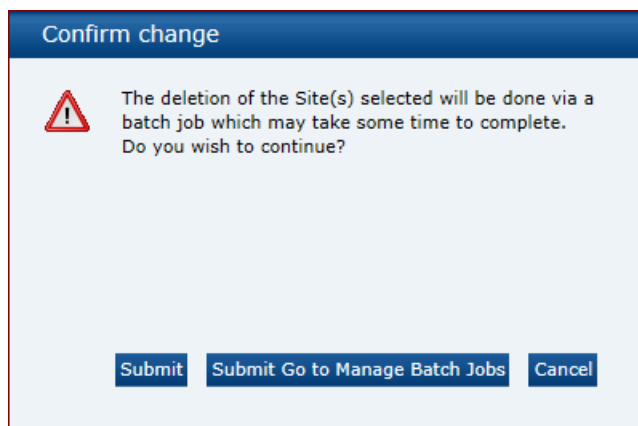 Confirm change
The deletion of the Site(s) selected will be done via a
batch job which may take some time to complete.
Do you wish to continue?
Submit Submit Go to Manage Batch Jobs Cancel